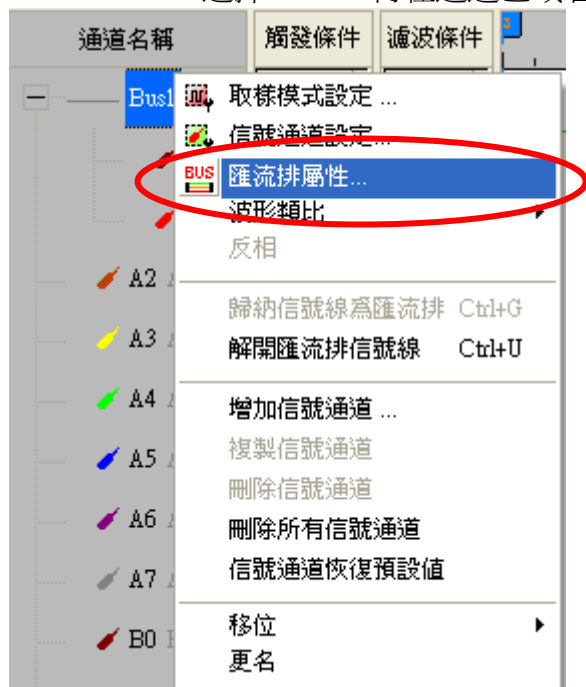 通道名稱 觸發條件 濾波條件
Bus1
取樣模式設定 ...
信號通道設定...
BUS 匯流排屬性...
波形類比
反相
A2
歸納信號線爲匯流排 Ctrl+G
A3
解開匯流排信號線 Ctrl+U
A4
增加信號通道 ...
A5
複製信號通道
刪除信號通道
A6
刪除所有信號通道
A7
信號通道恢復預設值
B0
移位
更名